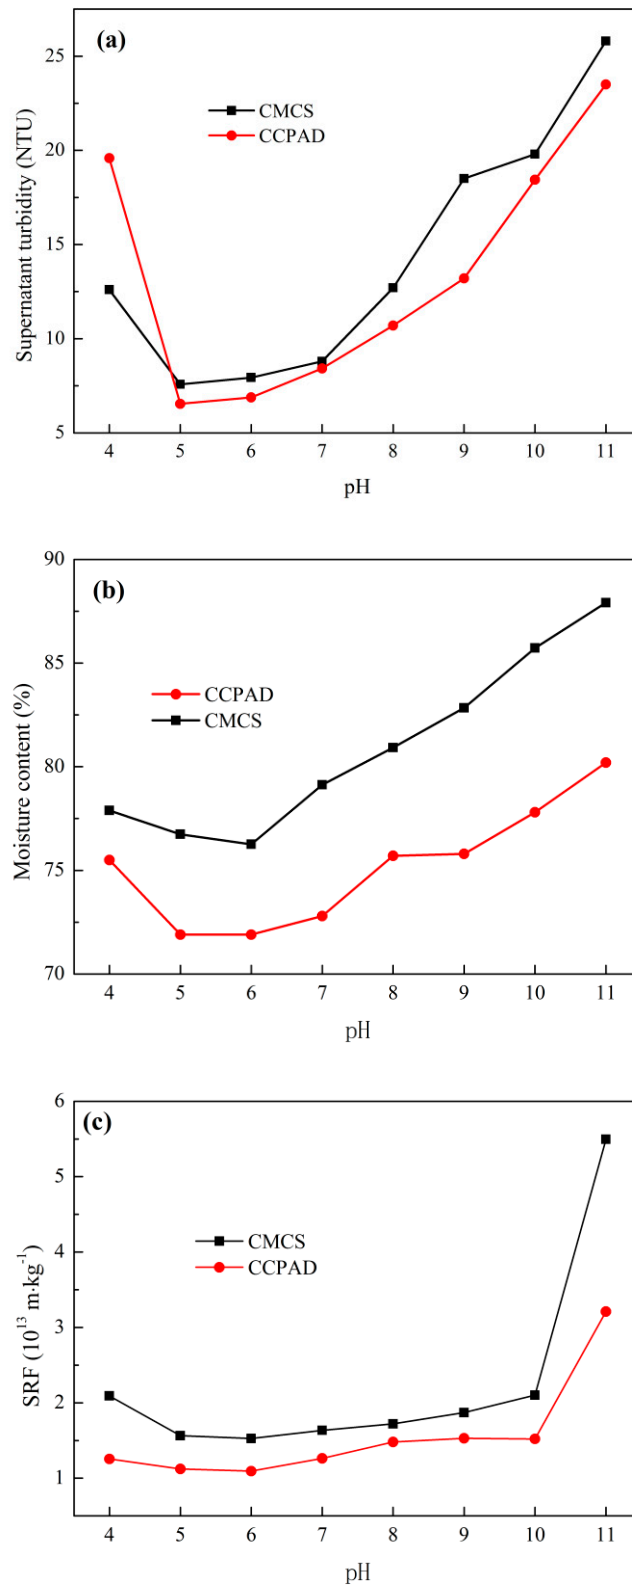 (a)
25
20
15
10
5
Supernatant turbidity (NTU)
CMCS
CCPAD
4 5 6 7 8 9 10 11
pH
(b)
90
85
80
75
70
Moisture content (%)
CCPAD
CMCS
4 5 6 7 8 9 10 11
pH
(c)
6
5
4
3
2
1
SRF (10¹³ m·kg⁻¹)
CMCS
CCPAD
4 5 6 7 8 9 10 11
pH